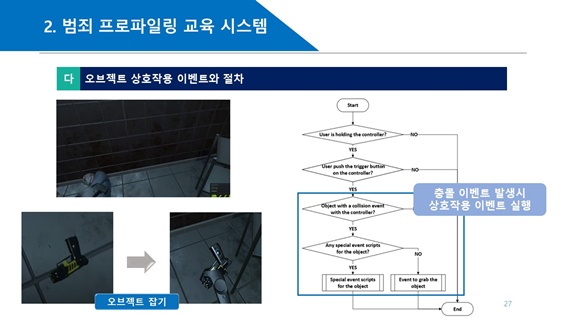 2. 범죄 프로파일링 교육 시스템
다 오브젝트 상호작용 이벤트와 절차
Start
User is holding the controller?
NO
YES
User push the trigger button
on the controller?
NO
YES
충돌 이벤트 발생시
상호작용 이벤트 실행
Object with a collision event
with the controller?
YES
Any special event scripts
for the object?
NO
YES
Special event scripts
for the object
Event to grab the
object
End
오브젝트 잡기
27